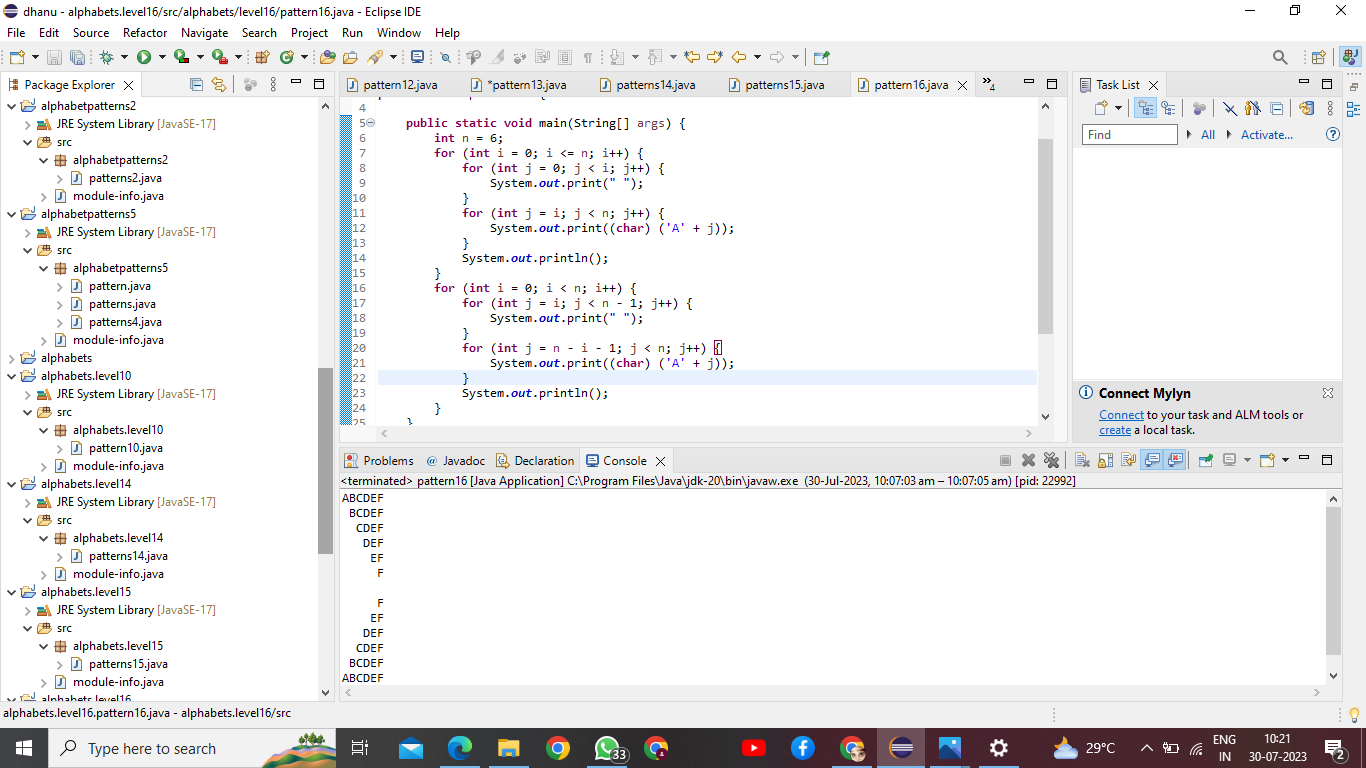 dhanu - alphabets.level16/src/alphabets/level16/pattern16.java - Eclipse IDE
File Edit Source Refactor Navigate Search Project Run Window Help
Package Explorer
alphabetpatterns2
JRE System Library [JavaSE-17]
src
alphabetpatterns2
patterns2.java
module-info.java
alphabetpatterns5
JRE System Library [JavaSE-17]
src
alphabetpatterns5
pattern.java
patterns.java
patterns4.java
module-info.java
alphabets
alphabets.level10
JRE System Library [JavaSE-17]
src
alphabets.level10
pattern10.java
module-info.java
alphabets.level14
JRE System Library [JavaSE-17]
src
alphabets.level14
patterns14.java
module-info.java
alphabets.level15
JRE System Library [JavaSE-17]
src
alphabets.level15
patterns15.java
module-info.java
alphabets.level16
pattern12.java *pattern13.java patterns14.java patterns15.java pattern16.java »4
4
5 public static void main(String[] args) {
6 int n = 6;
7 for (int i = 0; i <= n; i++) {
8 for (int j = 0; j < i; j++) {
9 System.out.print(" ");
10 }
11 for (int j = i; j < n; j++) {
12 System.out.print((char) ('A' + j));
13 }
14 System.out.println();
15 }
16 for (int i = 0; i < n; i++) {
17 for (int j = i; j < n - 1; j++) {
18 System.out.print(" ");
19 }
20 for (int j = n - i - 1; j < n; j++) {
21 System.out.print((char) ('A' + j));
22 }
23 System.out.println();
24 }
25 }
Task List
Find All Activate...
Connect Mylyn
Connect to your task and ALM tools or
create a local task.
Problems @ Javadoc Declaration Console
<terminated> pattern16 [Java Application] C:\Program Files\Java\jdk-20\bin\javaw.exe (30-Jul-2023, 10:07:03 am – 10:07:05 am) [pid: 22992]
ABCDEF
BCDEF
CDEF
DEF
EF
F
F
EF
DEF
CDEF
BCDEF
ABCDEF
alphabets.level16.pattern16.java - alphabets.level16/src
Type here to search
33
29°C
ENG
IN
10:21
30-07-2023
2